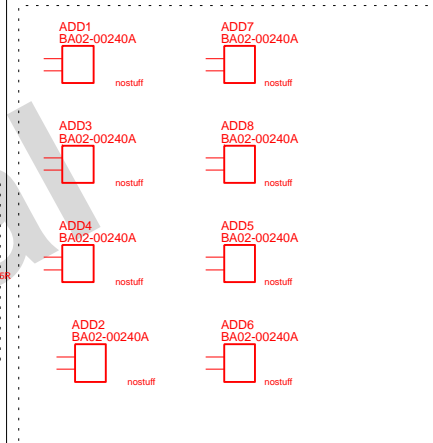 ADD1
BA02-00240A
nostuff
ADD7
BA02-00240A
nostuff
ADD3
BA02-00240A
nostuff
ADD8
BA02-00240A
nostuff
ADD4
BA02-00240A
nostuff
ADD5
BA02-00240A
nostuff
ADD2
BA02-00240A
nostuff
ADD6
BA02-00240A
nostuff